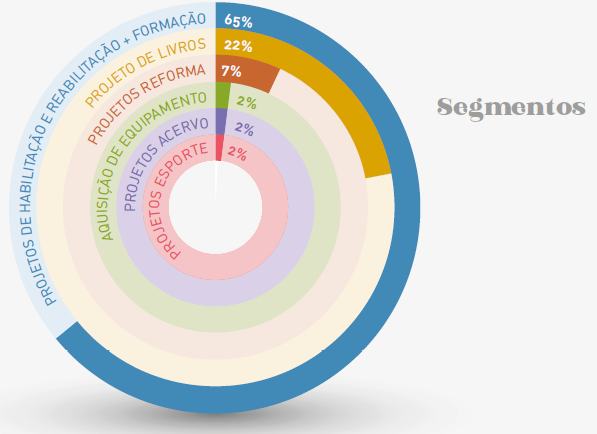 PROJETOS DE HABILITAÇÃO E REABILITAÇÃO + FORMAÇÃO 65%
PROJETO DE LIVROS 22%
PROJETOS REFORMA 7%
AQUISIÇÃO DE EQUIPAMENTO 2%
PROJETOS ACERVO 2%
PROJETOS ESPORTE 2%
Segmentos